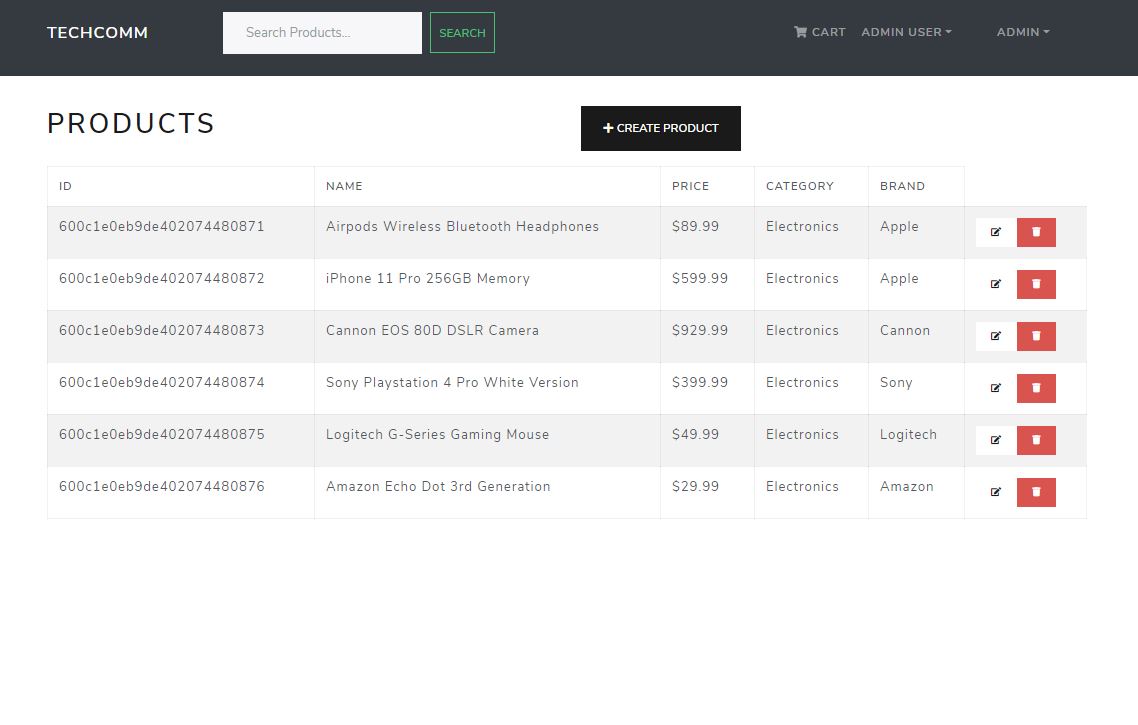 TECHCOMM Search Products... SEARCH CART ADMIN USER ADMIN
PRODUCTS CREATE PRODUCT
ID NAME PRICE CATEGORY BRAND
600c1e0eb9de402074480871 Airpods Wireless Bluetooth Headphones $89.99 Electronics Apple
600c1e0eb9de402074480872 iPhone 11 Pro 256GB Memory $599.99 Electronics Apple
600c1e0eb9de402074480873 Cannon EOS 80D DSLR Camera $929.99 Electronics Cannon
600c1e0eb9de402074480874 Sony Playstation 4 Pro White Version $399.99 Electronics Sony
600c1e0eb9de402074480875 Logitech G-Series Gaming Mouse $49.99 Electronics Logitech
600c1e0eb9de402074480876 Amazon Echo Dot 3rd Generation $29.99 Electronics Amazon